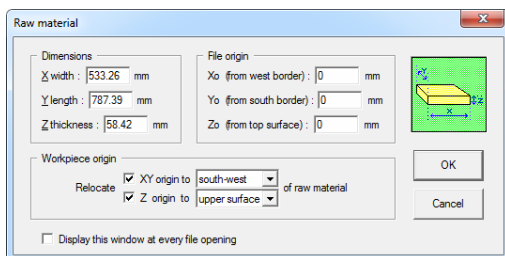 Raw material
Dimensions
X width : 533.26 mm
Y length : 787.39 mm
Z thickness : 58.42 mm
File origin
Xo (from west border) : 0 mm
Yo (from south border) : 0 mm
Zo (from top surface) : 0 mm
Y
X
Z
Workpiece origin
Relocate
XY origin to south-west
Z origin to upper surface
of raw material
OK
Cancel
Display this window at every file opening